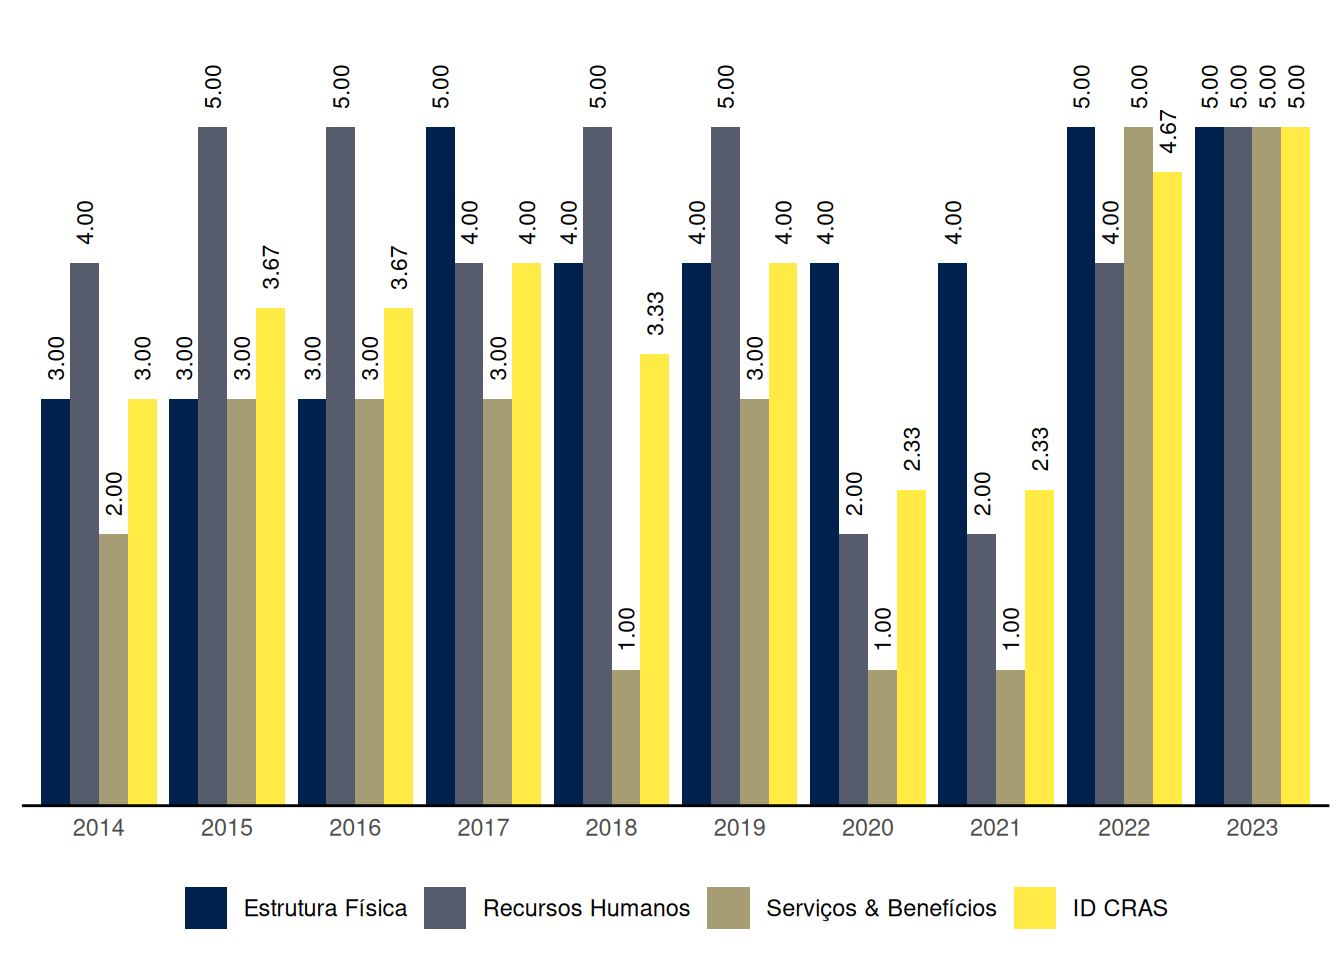 3.00 4.00 2.00 3.00 3.00 5.00 3.00 3.67 3.00 5.00 3.00 3.67 5.00 4.00 3.00 4.00 4.00 5.00 1.00 3.33 4.00 5.00 3.00 4.00 4.00 2.00 1.00 2.33 4.00 2.00 1.00 2.33 5.00 4.00 5.00 4.67 5.00 5.00 5.00 5.00
2014 2015 2016 2017 2018 2019 2020 2021 2022 2023
Estrutura Física Recursos Humanos Serviços & Benefícios ID CRAS